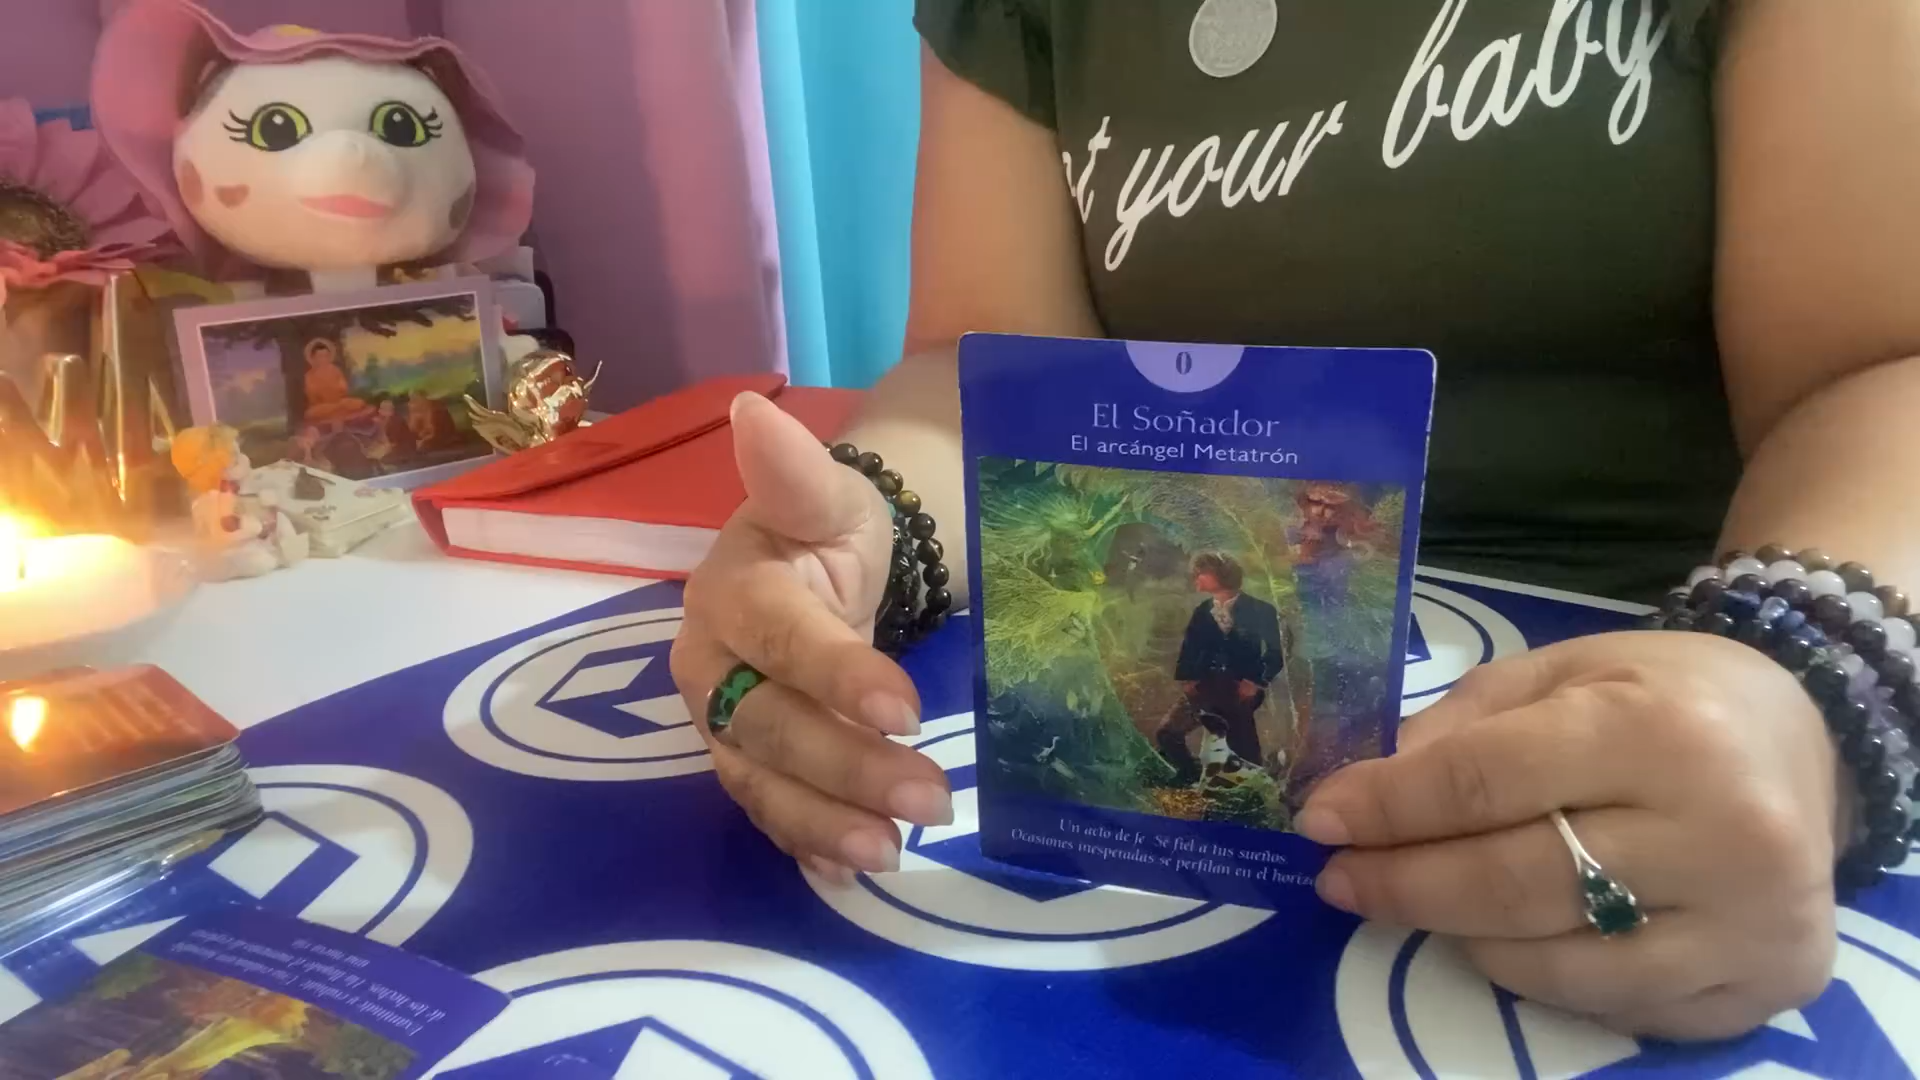 t your baby
0
El Soñador
El arcángel Metatrón
Un acto de fe Sé fiel a tus sueños.
Ocasiones inesperadas se perfilan en el